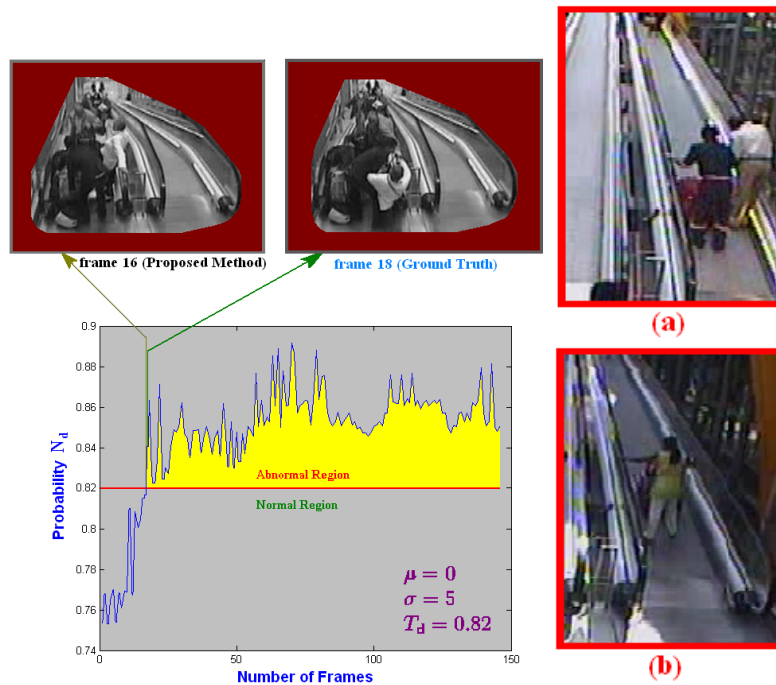 frame 16 (Proposed Method)
frame 18 (Ground Truth)
(a)
0.9
0.88
0.86
0.84
0.82
0.8
0.78
0.76
0.74
Probability N_d
Abnormal Region
Normal Region
μ = 0
σ = 5
T_d = 0.82
0
50
100
150
Number of Frames
(b)